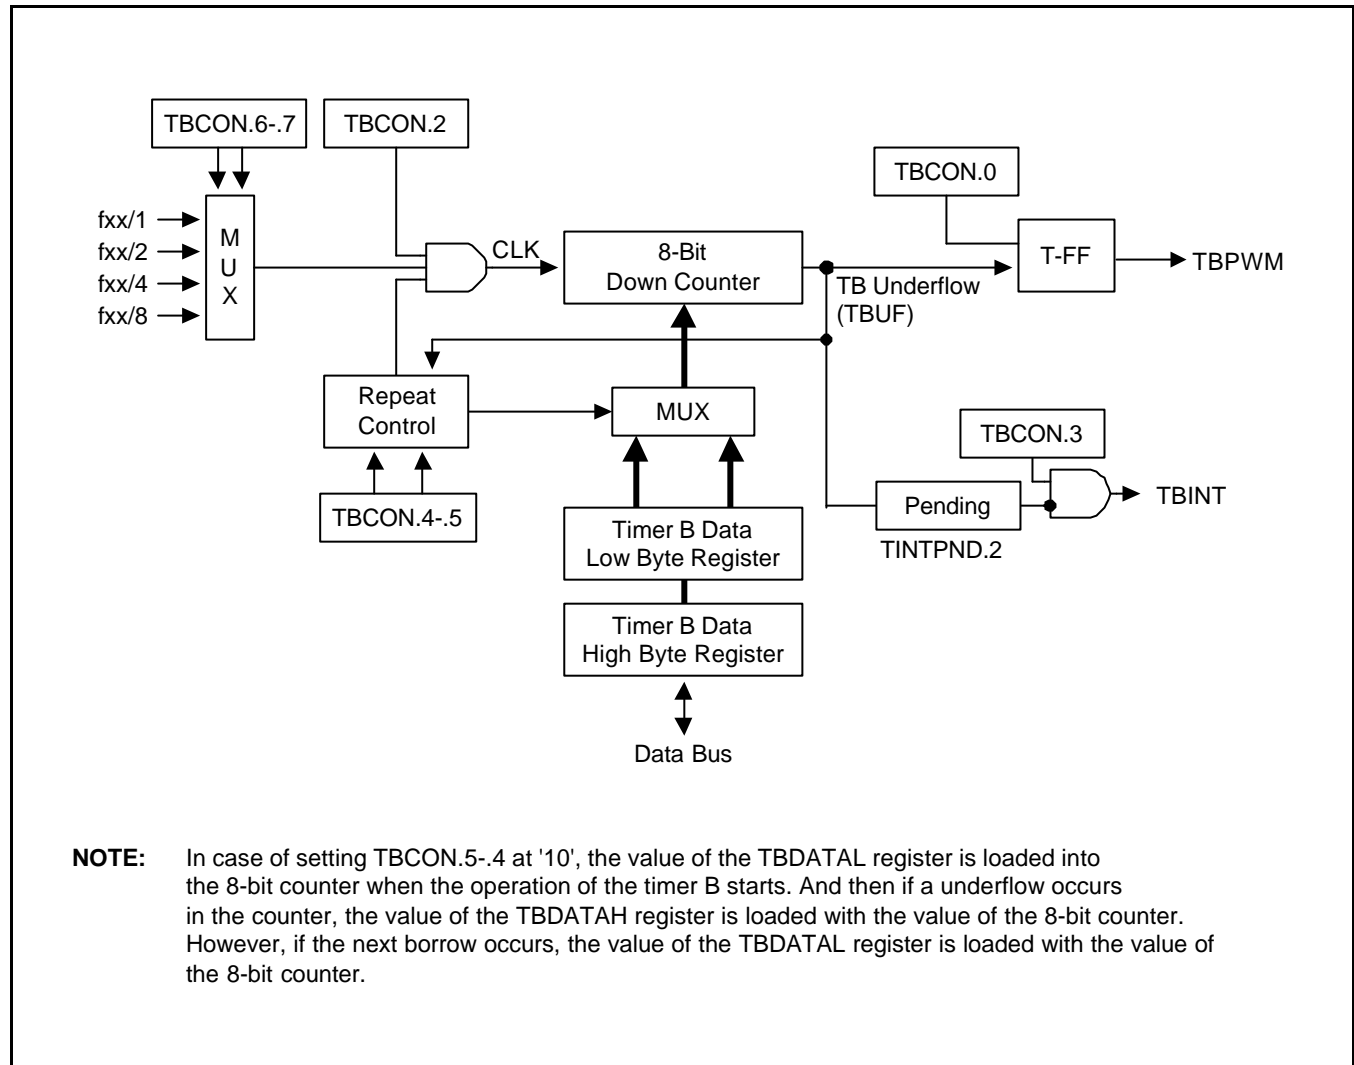 TBCON.6-.7
TBCON.2
TBCON.0
fxx/1
fxx/2
fxx/4
fxx/8
M
U
X
CLK
8-Bit
Down Counter
T-FF
TBPWM
TB Underflow
(TBUF)
Repeat
Control
MUX
TBCON.3
TBCON.4-.5
Pending
TBINT
TINTPND.2
Timer B Data
Low Byte Register
Timer B Data
High Byte Register
Data Bus
NOTE: In case of setting TBCON.5-.4 at '10', the value of the TBDATAL register is loaded into
the 8-bit counter when the operation of the timer B starts. And then if a underflow occurs
in the counter, the value of the TBDATAH register is loaded with the value of the 8-bit counter.
However, if the next borrow occurs, the value of the TBDATAL register is loaded with the value of
the 8-bit counter.